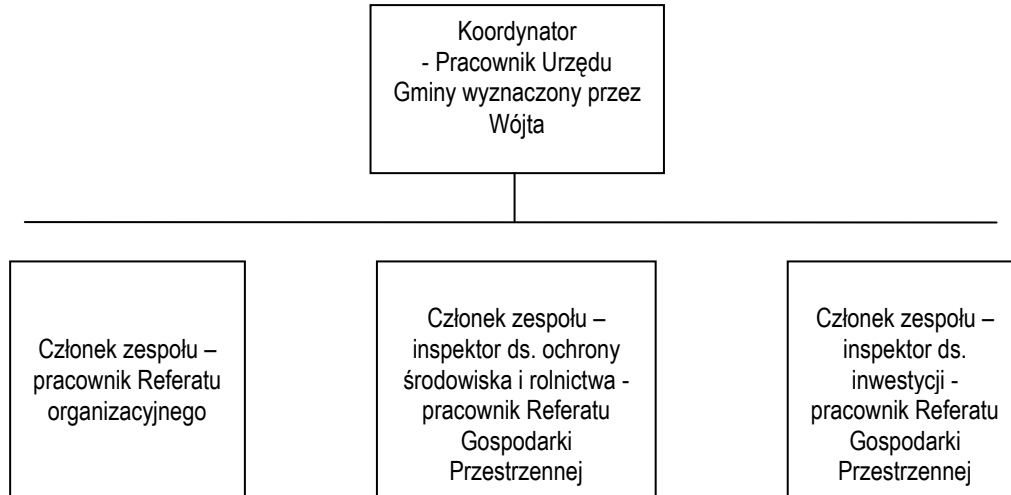 Koordynator
- Pracownik Urzędu
Gminy wyznaczony przez
Wójta
Członek zespołu –
pracownik Referatu
organizacyjnego
Członek zespołu –
inspektor ds. ochrony
środowiska i rolnictwa -
pracownik Referatu
Gospodarki
Przestrzennej
Członek zespołu –
inspektor ds.
inwestycji -
pracownik Referatu
Gospodarki
Przestrzennej